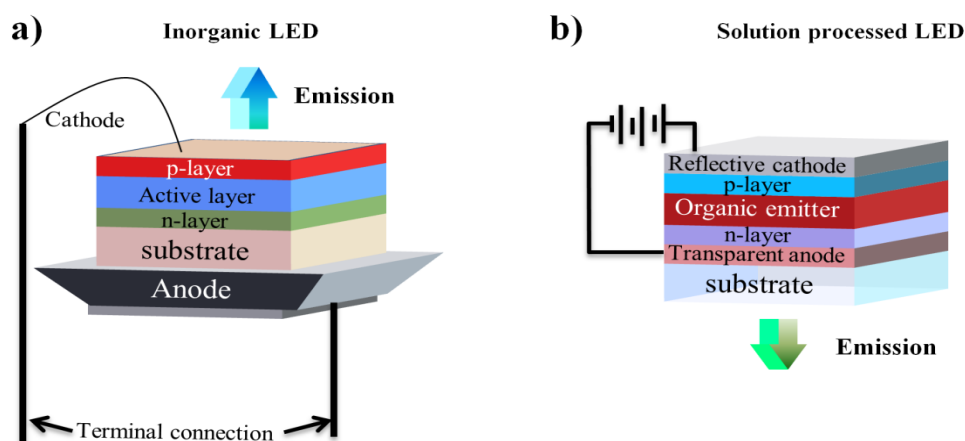 a)
Inorganic LED
Emission
Cathode
p-layer
Active layer
n-layer
substrate
Anode
Terminal connection
b)
Solution processed LED
Reflective cathode
p-layer
Organic emitter
n-layer
Transparent anode
substrate
Emission